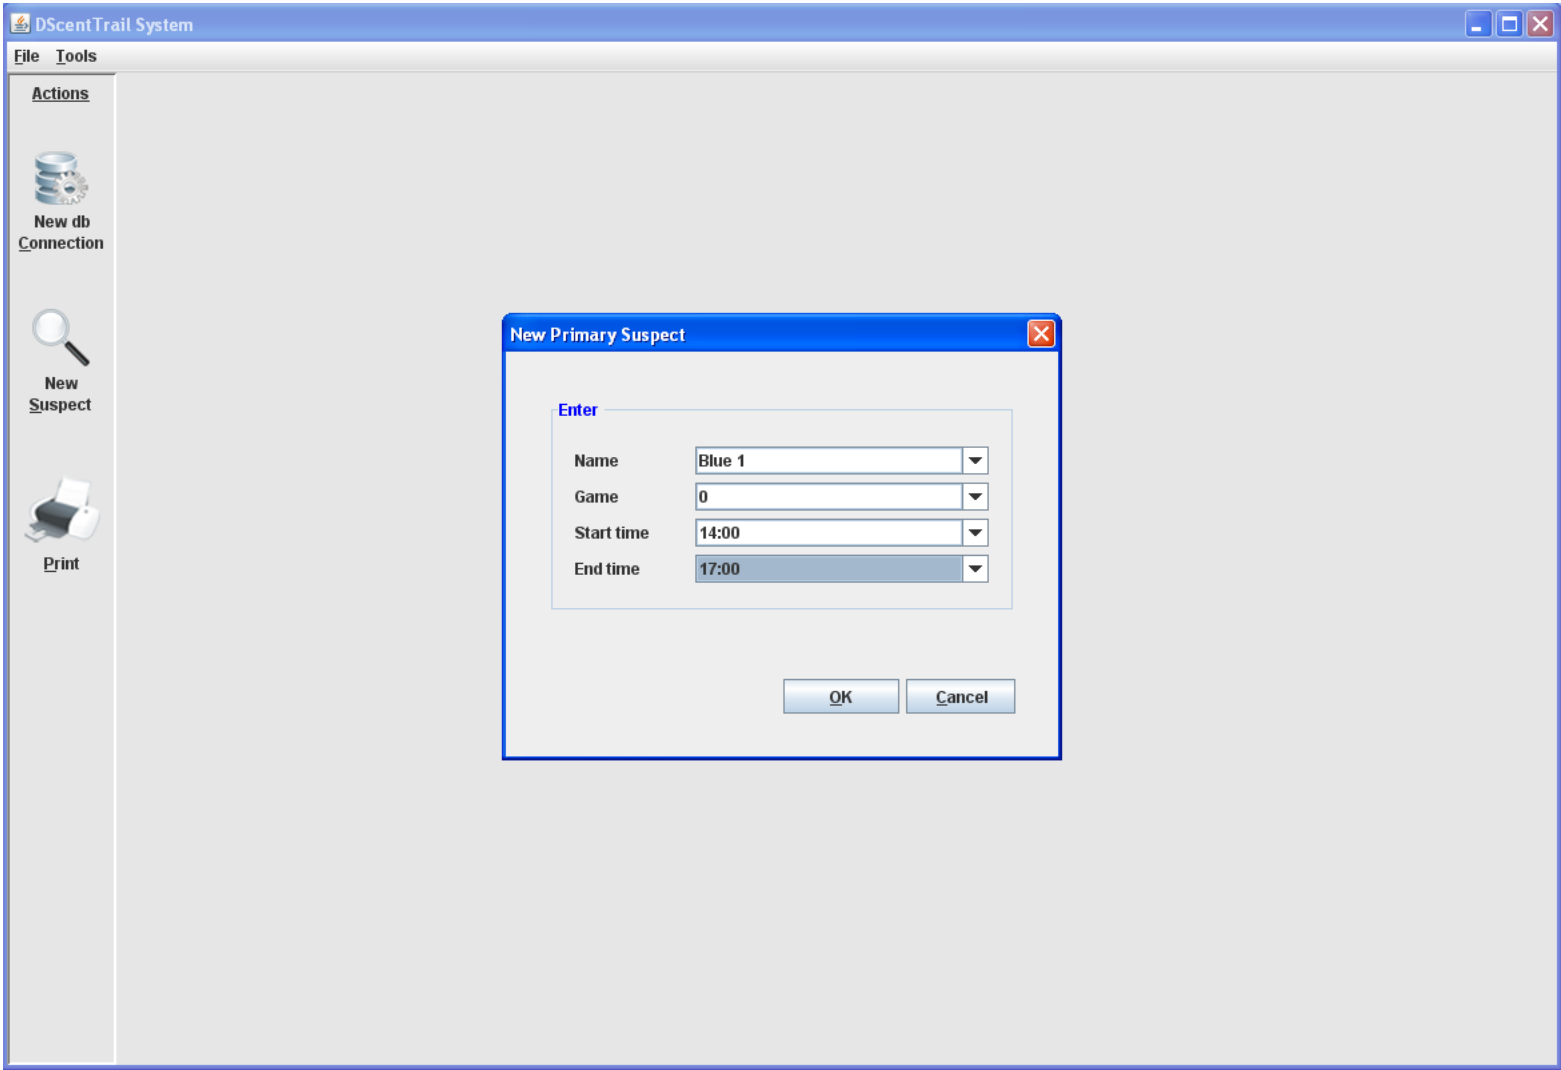 DScentTrail System
File Tools
Actions
New db
Connection
New
Suspect
Print
New Primary Suspect
Enter
Name Blue 1
Game 0
Start time 14:00
End time 17:00
OK Cancel